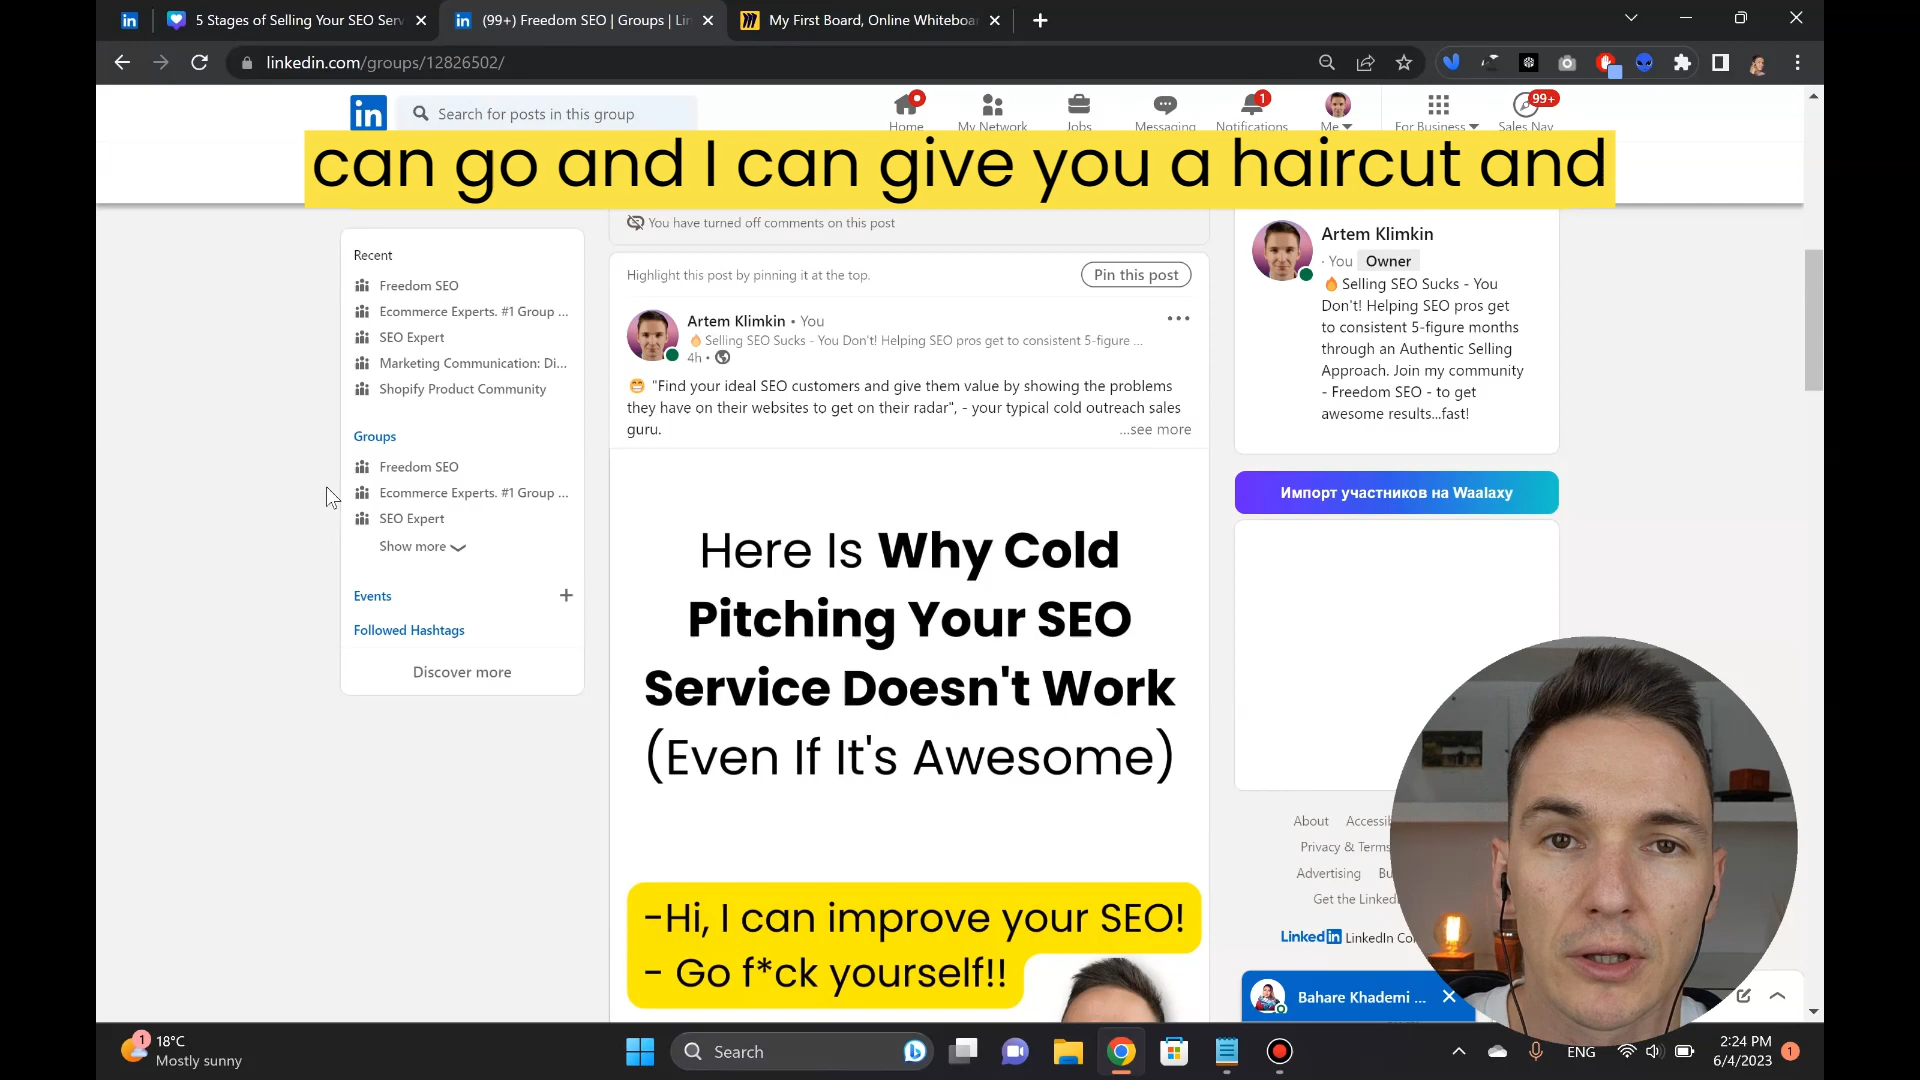 5 Stages of Selling Your SEO Serv
(99+) Freedom SEO | Groups | Lin
My First Board, Online Whiteboa
linkedin.com/groups/12826502/
in
Search for posts in this group
Home
My Network
Jobs
Messaging
1
Notifications
Me
For Business
99+
Sales Nav
can go and I can give you a haircut and
You have turned off comments on this post
Recent
Freedom SEO
Ecommerce Experts. #1 Group ...
SEO Expert
Marketing Communication: Di...
Shopify Product Community
Groups
Freedom SEO
Ecommerce Experts. #1 Group ...
SEO Expert
Show more
Events
Followed Hashtags
Discover more
Highlight this post by pinning it at the top.
Pin this post
Artem Klimkin • You
🔥 Selling SEO Sucks - You Don't! Helping SEO pros get to consistent 5-figure ...
4h •
😁 "Find your ideal SEO customers and give them value by showing the problems
they have on their websites to get on their radar", - your typical cold outreach sales
guru.
...see more
Here Is Why Cold
Pitching Your SEO
Service Doesn't Work
(Even If It's Awesome)
-Hi, I can improve your SEO!
- Go f*ck yourself!!
Artem Klimkin
· You Owner
🔥 Selling SEO Sucks - You
Don't! Helping SEO pros get
to consistent 5-figure months
through an Authentic Selling
Approach. Join my community
- Freedom SEO - to get
awesome results...fast!
Импорт участников на Waalaxy
About
Privacy & Terms
Advertising
Get the
LinkedIn
Bahare Khademi ...
1
18°C
Mostly sunny
Search
ENG
2:24 PM
6/4/2023
1